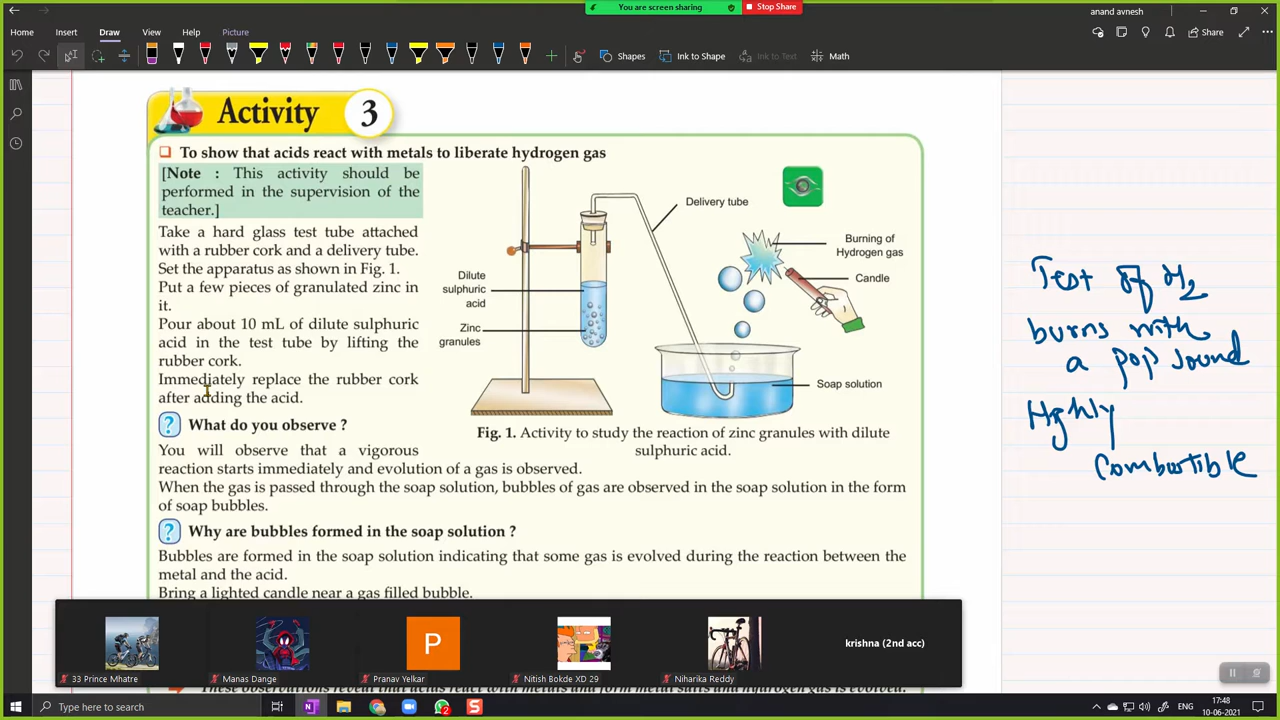 You are screen sharing
Stop Share
anand avnesh
Home Insert Draw View Help Picture
Share
Shapes Ink to Shape Ink to Text Math
Activity 3
To show that acids react with metals to liberate hydrogen gas
[Note : This activity should be
performed in the supervision of the
teacher.]
Take a hard glass test tube attached
with a rubber cork and a delivery tube.
Set the apparatus as shown in Fig. 1.
Put a few pieces of granulated zinc in
it.
Pour about 10 mL of dilute sulphuric
acid in the test tube by lifting the
rubber cork.
Immediately replace the rubber cork
after adding the acid.
Delivery tube
Burning of
Hydrogen gas
Candle
Dilute
sulphuric
acid
Zinc
granules
Soap solution
Fig. 1. Activity to study the reaction of zinc granules with dilute
sulphuric acid.
? What do you observe ?
You will observe that a vigorous
reaction starts immediately and evolution of a gas is observed.
When the gas is passed through the soap solution, bubbles of gas are observed in the soap solution in the form
of soap bubbles.
? Why are bubbles formed in the soap solution ?
Bubbles are formed in the soap solution indicating that some gas is evolved during the reaction between the
metal and the acid.
Bring a lighted candle near a gas filled bubble.
Test of H2
burns with
a pop sound
Highly
Combustible
P
krishna (2nd acc)
33 Prince Mhatre
Manas Dange
Pranav Yelkar
Nitish Bokde XD 29
Niharika Reddy
Type here to search
ENG
17:48
10-06-2021